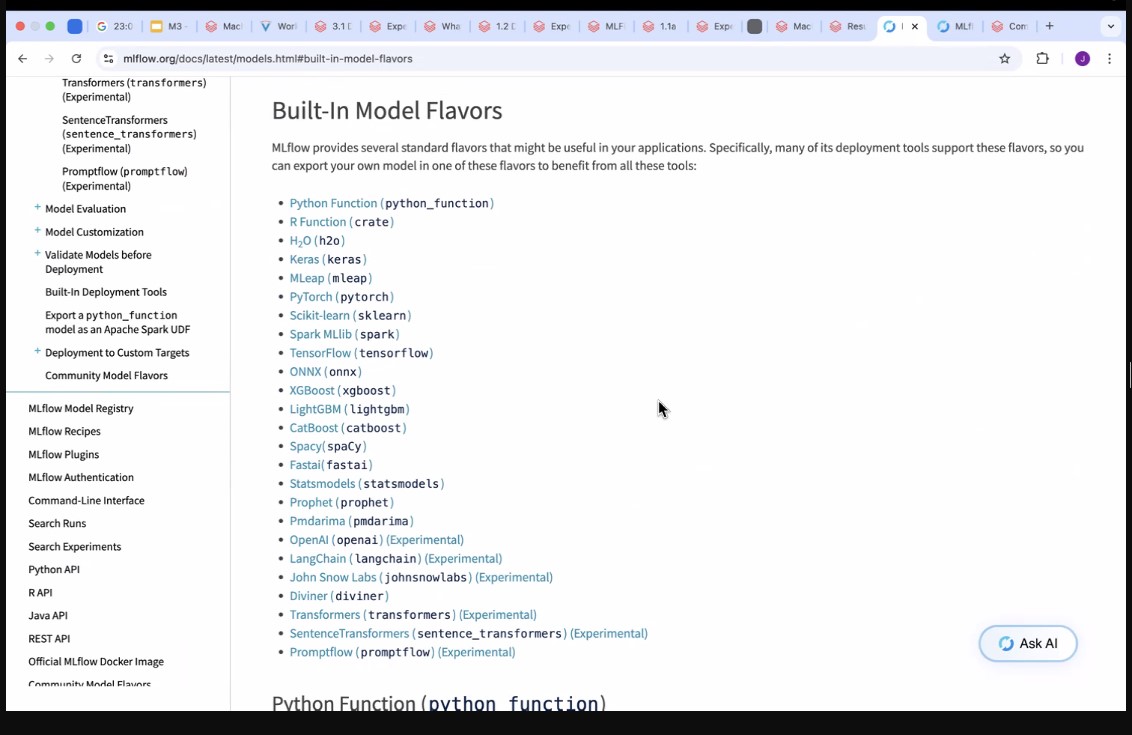 23:0
M3 -
Mac
Wor
3.1 D
Expe
Wha
1.2 D
Expe
MLF
1.1a
Exp
Mac
Res
MLf
Con
mlflow.org/docs/latest/models.html#built-in-model-flavors
J
Transformers (transformers)
(Experimental)
SentenceTransformers
(sentence_transformers)
(Experimental)
Promptflow (promptflow)
(Experimental)
+ Model Evaluation
+ Model Customization
+ Validate Models before
Deployment
Built-In Deployment Tools
Export a python_function
model as an Apache Spark UDF
+ Deployment to Custom Targets
Community Model Flavors
MLflow Model Registry
MLflow Recipes
MLflow Plugins
MLflow Authentication
Command-Line Interface
Search Runs
Search Experiments
Python API
R API
Java API
REST API
Official MLflow Docker Image
Community Model Flavors
Built-In Model Flavors
MLflow provides several standard flavors that might be useful in your applications. Specifically, many of its deployment tools support these flavors, so you
can export your own model in one of these flavors to benefit from all these tools:
• Python Function (python_function)
• R Function (crate)
• H₂O (h2o)
• Keras (keras)
• MLeap (mleap)
• PyTorch (pytorch)
• Scikit-learn (sklearn)
• Spark MLlib (spark)
• TensorFlow (tensorflow)
• ONNX (onnx)
• XGBoost (xgboost)
• LightGBM (lightgbm)
• CatBoost (catboost)
• Spacy(spaCy)
• Fastai(fastai)
• Statsmodels (statsmodels)
• Prophet (prophet)
• Pmdarima (pmdarima)
• OpenAI (openai) (Experimental)
• LangChain (langchain) (Experimental)
• John Snow Labs (johnsnowlabs) (Experimental)
• Diviner (diviner)
• Transformers (transformers) (Experimental)
• SentenceTransformers (sentence_transformers) (Experimental)
• Promptflow (promptflow) (Experimental)
Ask AI
Python Function (python_function)